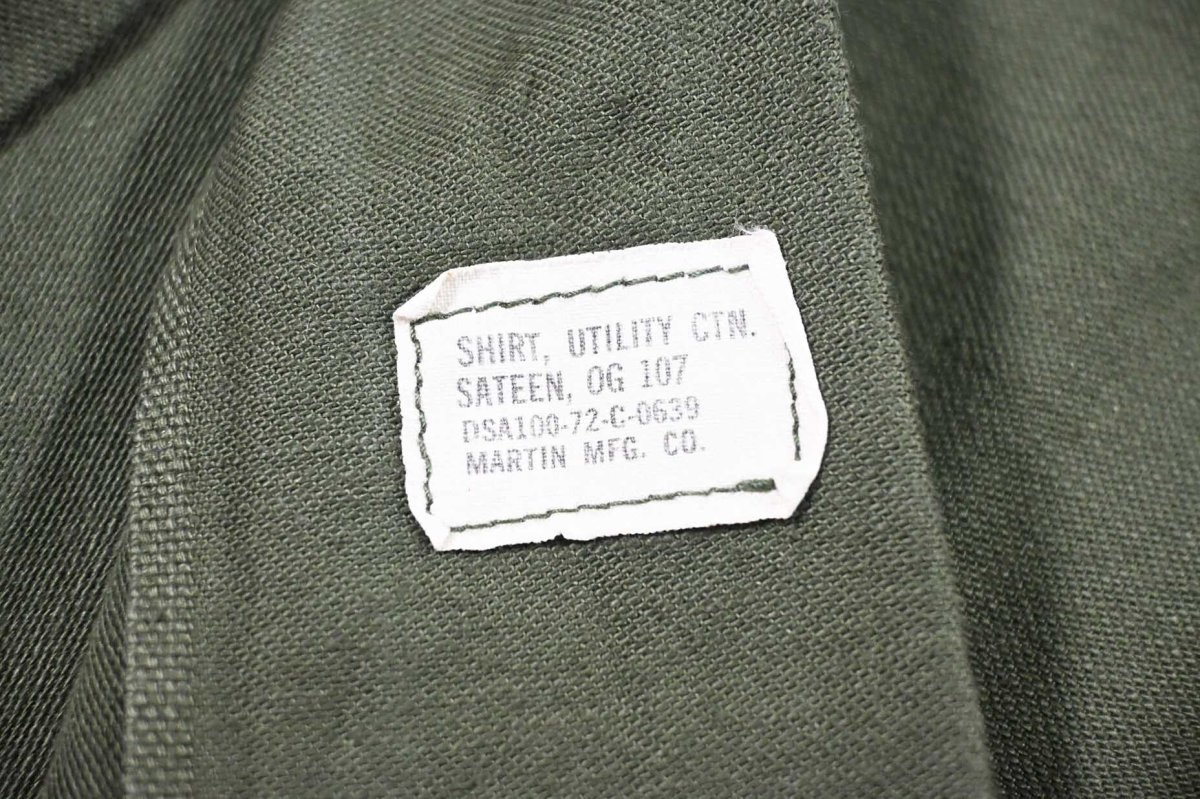 SHIRT, UTILITY CTN.
SATEEN, OG 107
DSA100-72-C-0639
MARTIN MFG. CO.